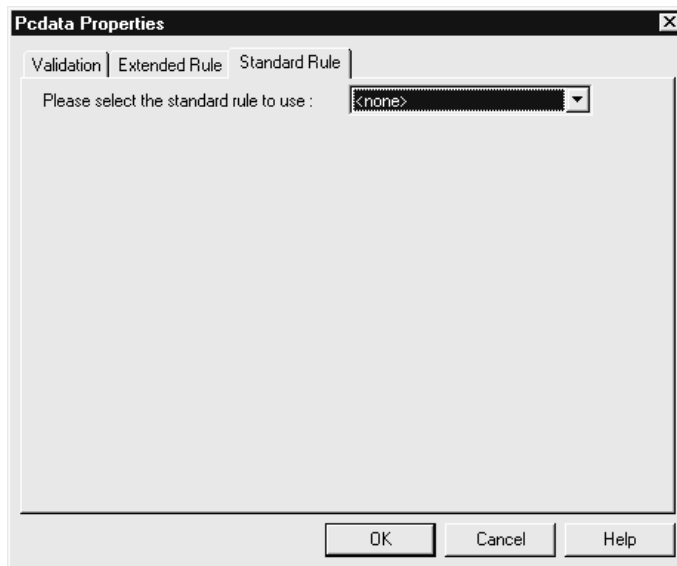 Pcdata Properties
Validation Extended Rule Standard Rule
Please select the standard rule to use : <none>
OK Cancel Help